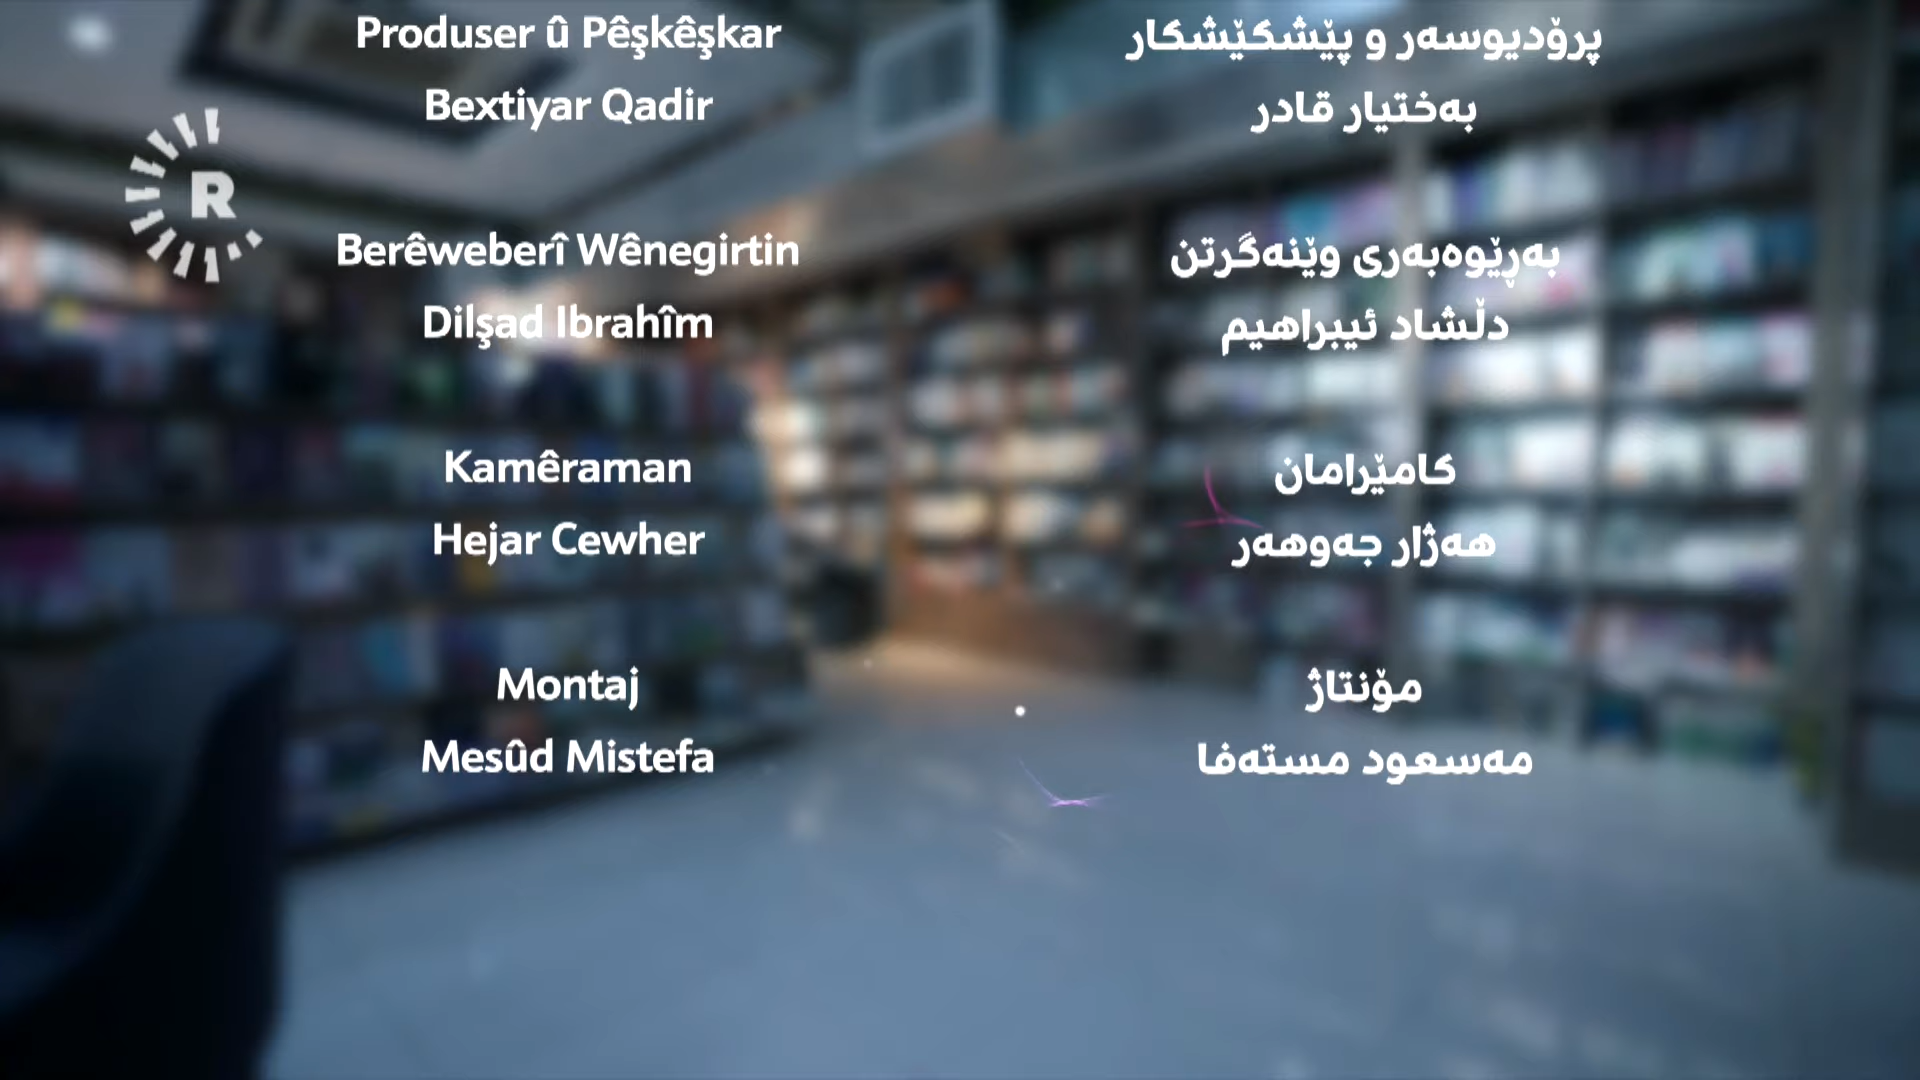 Produser û Pêşkêşkar
Bextiyar Qadir
Berêweberî Wênegirtin
Dilşad Ibrahîm
Kamêraman
Hejar Cewher
Montaj
Mesûd Mistefa
پرۆدیوسەر و پێشکێشکار
بەختیار قادر
بەڕێوەبەری وێنەگرتن
دڵشاد ئیبراهیم
کامێرامان
هەژار جەوهەر
مۆنتاژ
مەسعود مستەفا
R